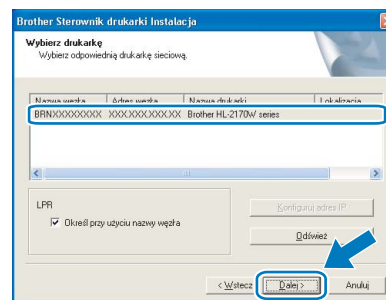 Brother Sterownik drukarki Instalacja
Wybierz drukarkę
Wybierz odpowiednią drukarkę sieciową.
Nazwa węzła Adres węzła Nazwa drukarki Lokalizacja
BRNXXXXXXXX XXX.XXX.XXX.XX Brother HL-2170W series
LPR
Określ przy użyciu nazwy węzła
Konfiguruj adres IP
Odśwież
< Wstecz Dalej > Anuluj